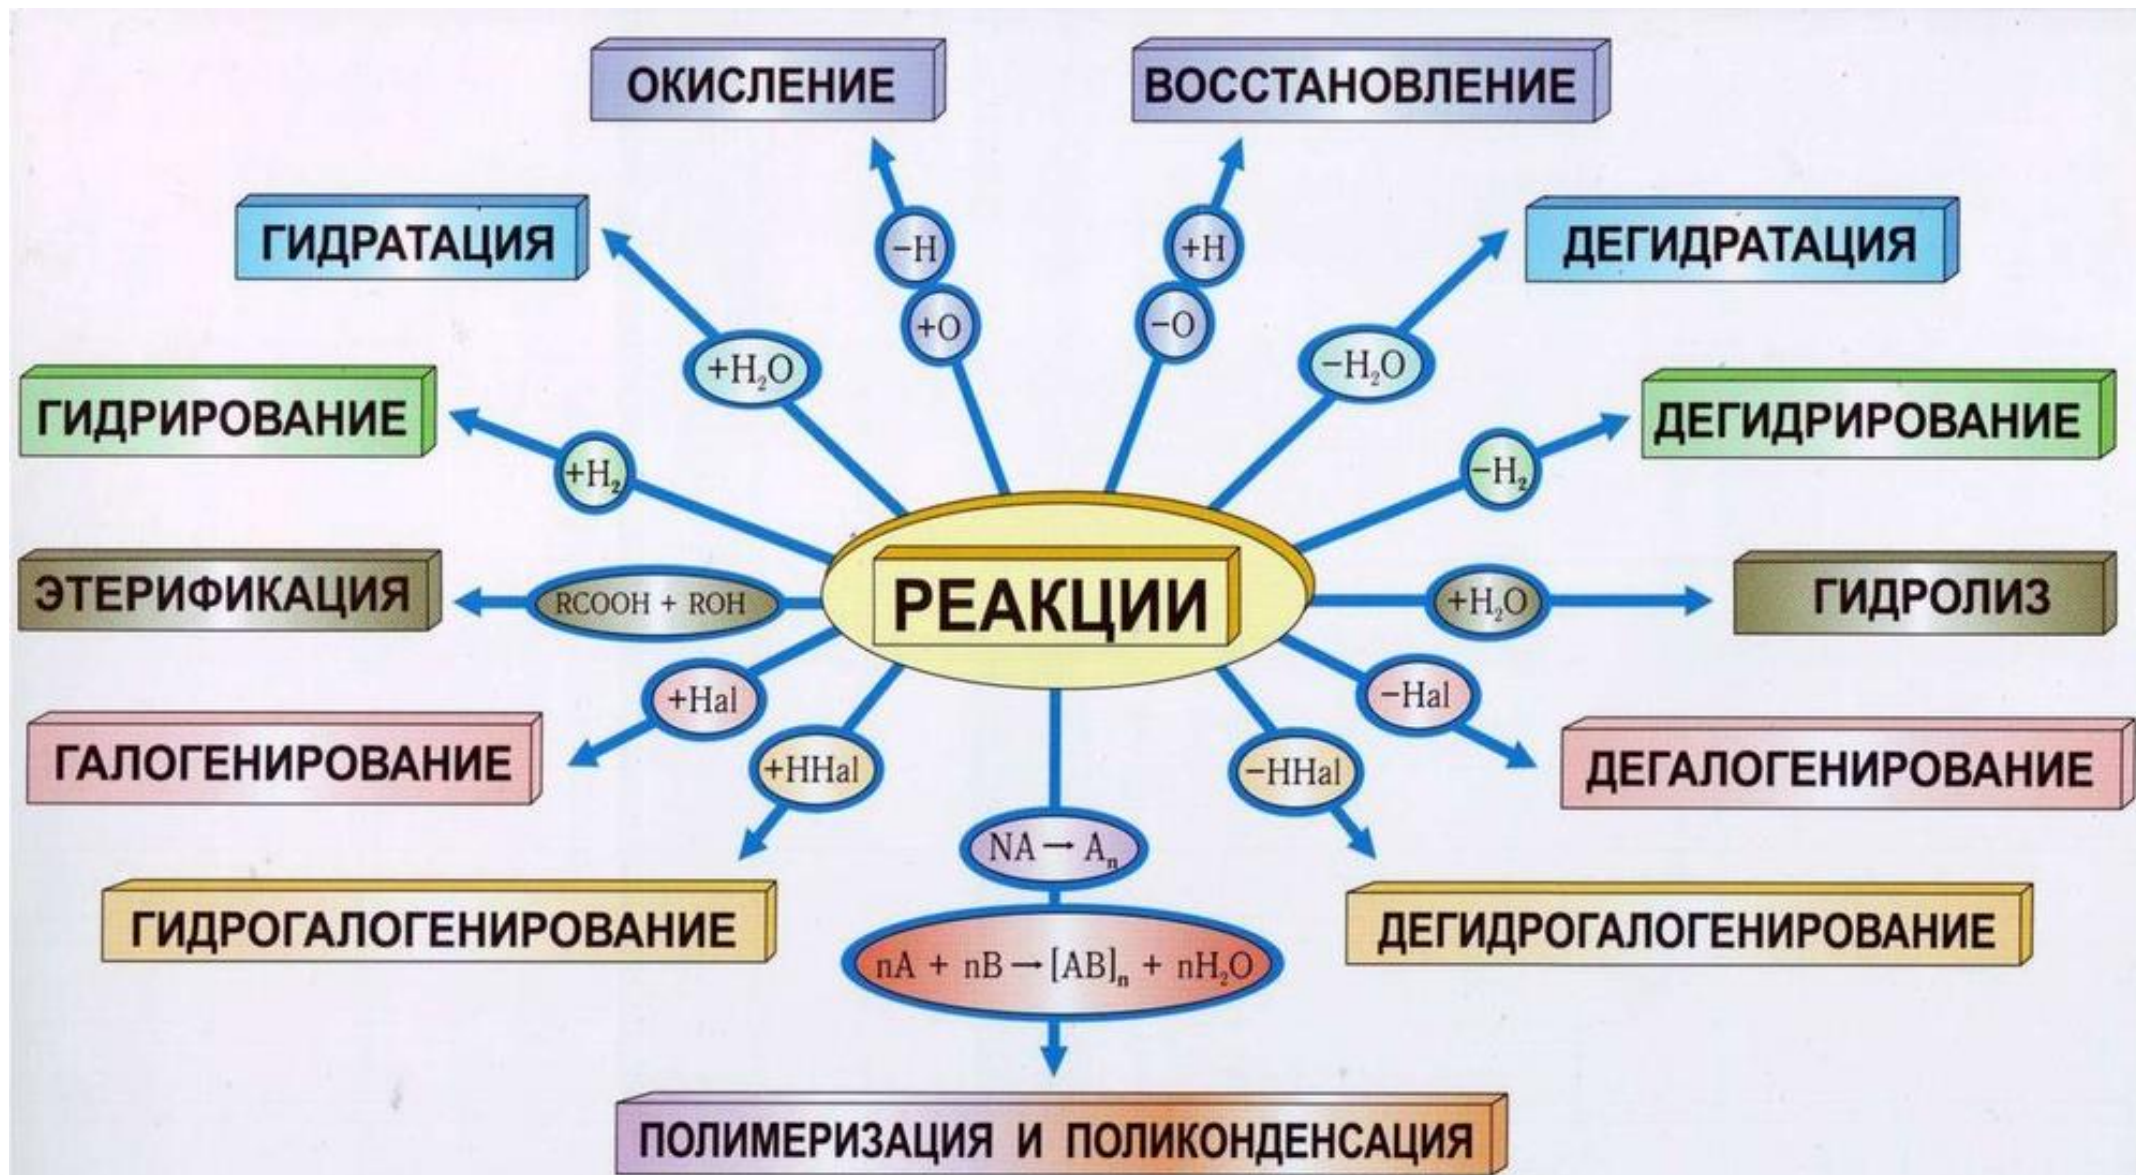 ОКИСЛЕНИЕ
ВОССТАНОВЛЕНИЕ
ГИДРАТАЦИЯ
ДЕГИДРАТАЦИЯ
–H
+H
+O
–O
+H₂O
–H₂O
ГИДРИРОВАНИЕ
ДЕГИДРИРОВАНИЕ
+H₂
–H₂
ЭТЕРИФИКАЦИЯ
RCOOH + ROH
РЕАКЦИИ
+H₂O
ГИДРОЛИЗ
+Hal
–Hal
ГАЛОГЕНИРОВАНИЕ
ДЕГАЛОГЕНИРОВАНИЕ
+HHal
–HHal
NA → Aₙ
ГИДРОГАЛОГЕНИРОВАНИЕ
ДЕГИДРОГАЛОГЕНИРОВАНИЕ
nA + nB → [AB]ₙ + nH₂O
ПОЛИМЕРИЗАЦИЯ И ПОЛИКОНДЕНСАЦИЯ